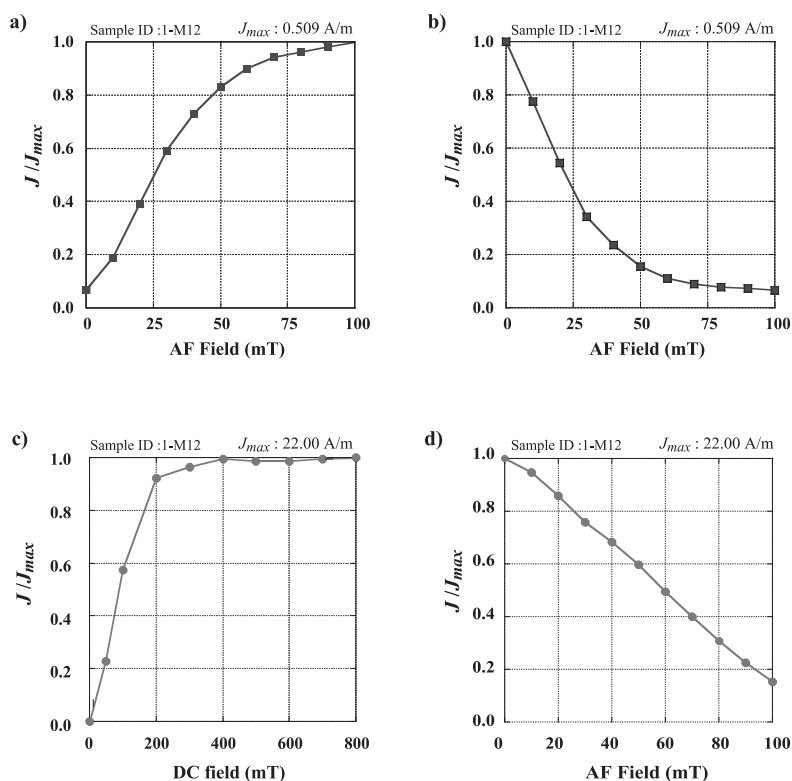 a)
Sample ID :1-M12 Jmax : 0.509 A/m
1.0
0.8
0.6
0.4
0.2
0.0
J /Jmax
0 25 50 75 100
AF Field (mT)
b)
Sample ID :1-M12 Jmax : 0.509 A/m
1.0
0.8
0.6
0.4
0.2
0.0
J /Jmax
0 25 50 75 100
AF Field (mT)
c)
Sample ID :1-M12 Jmax : 22.00 A/m
1.0
0.8
0.6
0.4
0.2
0.0
J /Jmax
0 200 400 600 800
DC field (mT)
d)
Sample ID :1-M12 Jmax : 22.00 A/m
1.0
0.8
0.6
0.4
0.2
0.0
J /Jmax
0 20 40 60 80 100
AF Field (mT)